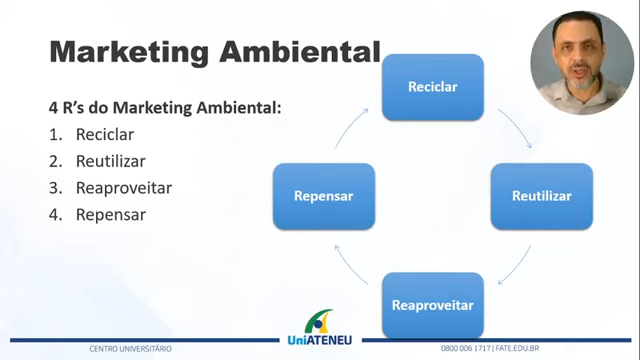 Marketing Ambiental
4 R's do Marketing Ambiental:
1. Reciclar
2. Reutilizar
3. Reaproveitar
4. Repensar
Reciclar
Reutilizar
Reaproveitar
Repensar
UniATENEU
CENTRO UNIVERSITÁRIO
0800 006 1717 | FATE.EDU.BR